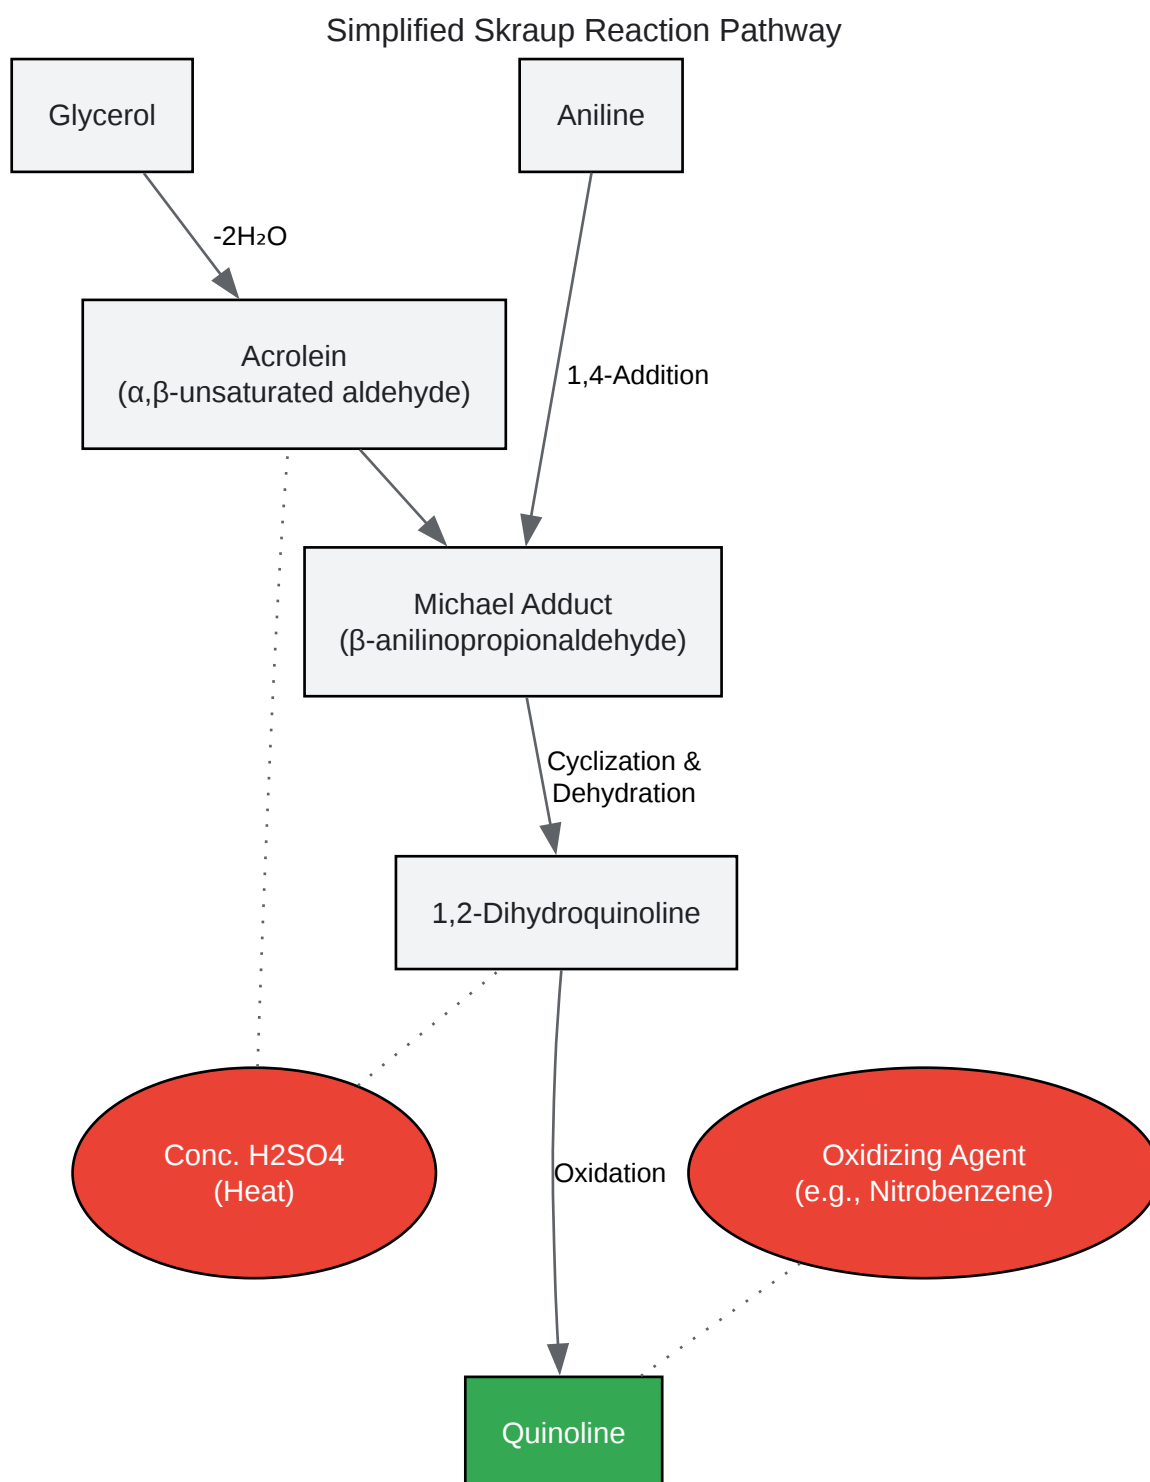 Simplified Skraup Reaction Pathway
Glycerol
Aniline
-2H₂O
Acrolein
(α,β-unsaturated aldehyde)
1,4-Addition
Michael Adduct
(β-anilinopropionaldehyde)
Cyclization &
Dehydration
1,2-Dihydroquinoline
Conc. H2SO4
(Heat)
Oxidation
Oxidizing Agent
(e.g., Nitrobenzene)
Quinoline